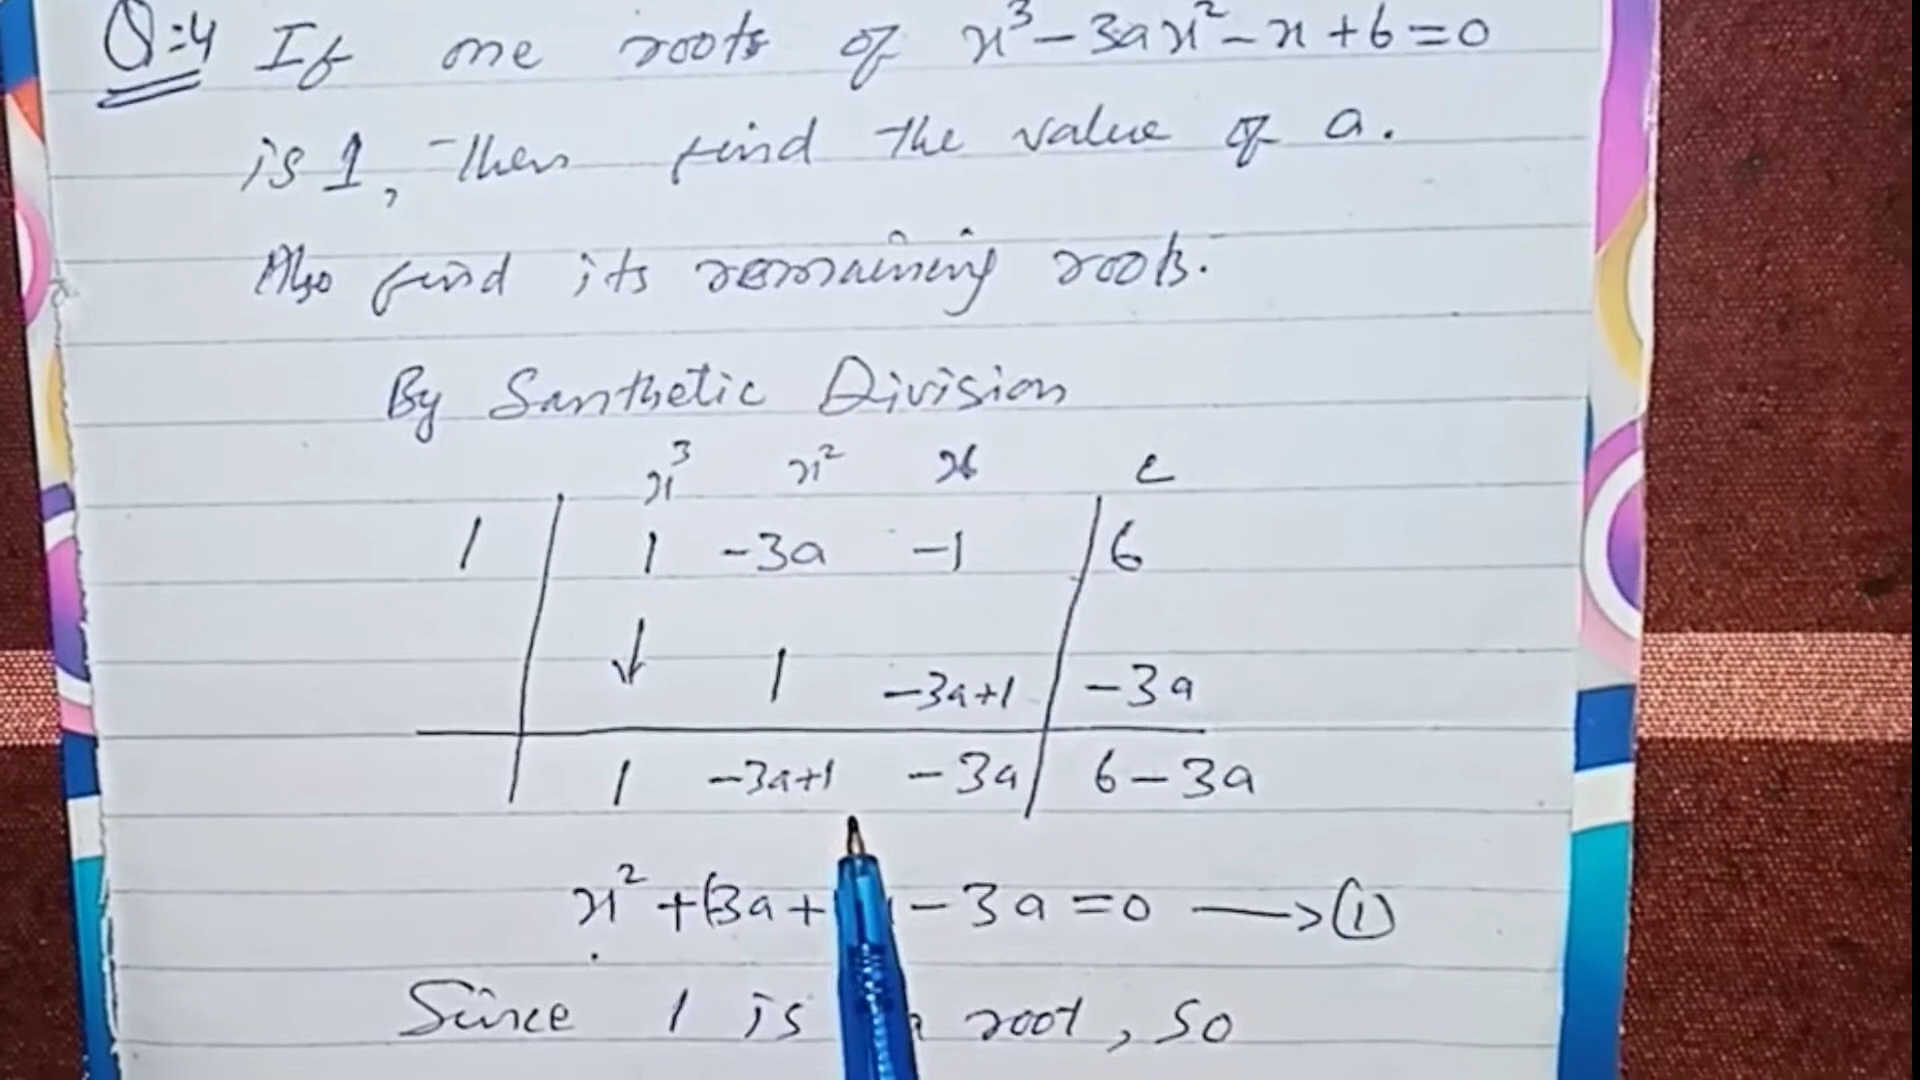 Q:4 If one roots of x³ - 3ax² - x + 6 = 0
is 1, then find the value of a.
Also find its remaining roots.
By Santhetic Division
x³ x² x c
1 1 -3a -1 6
1 -3a+1 -3a
1 -3a+1 -3a 6-3a
x² + (-3a+ - 3a = 0 → ①
Since 1 is root, so